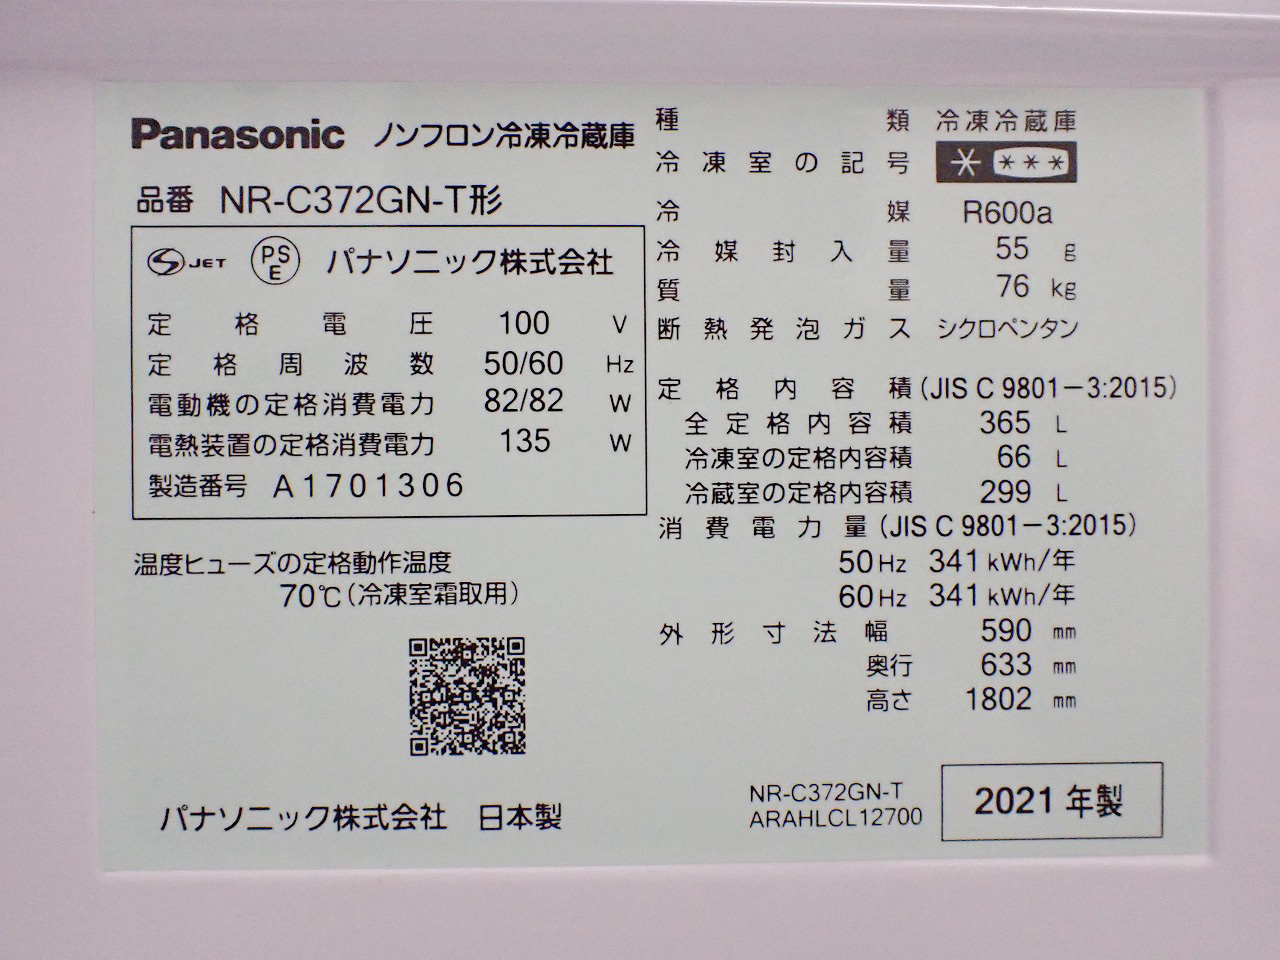 Panasonic ノンフロン冷凍冷蔵庫
品番 NR-C372GN-T形
JET PSE パナソニック株式会社
定格電圧 100 V
定格周波数 50/60 Hz
電動機の定格消費電力 82/82 W
電熱装置の定格消費電力 135 W
製造番号 A1701306
温度ヒューズの定格動作温度
70℃(冷凍室霜取用)
パナソニック株式会社 日本製
種類 冷凍冷蔵庫
冷凍室の記号 * ***
冷媒 R600a
冷媒封入量 55 g
質量 76 kg
断熱発泡ガス シクロペンタン
定格内容積(JIS C 9801-3:2015)
全定格内容積 365 L
冷凍室の定格内容積 66 L
冷蔵室の定格内容積 299 L
消費電力量(JIS C 9801-3:2015)
50Hz 341 kWh/年
60Hz 341 kWh/年
外形寸法 幅 590 mm
奥行 633 mm
高さ 1802 mm
NR-C372GN-T
ARAHLCL12700
2021年製